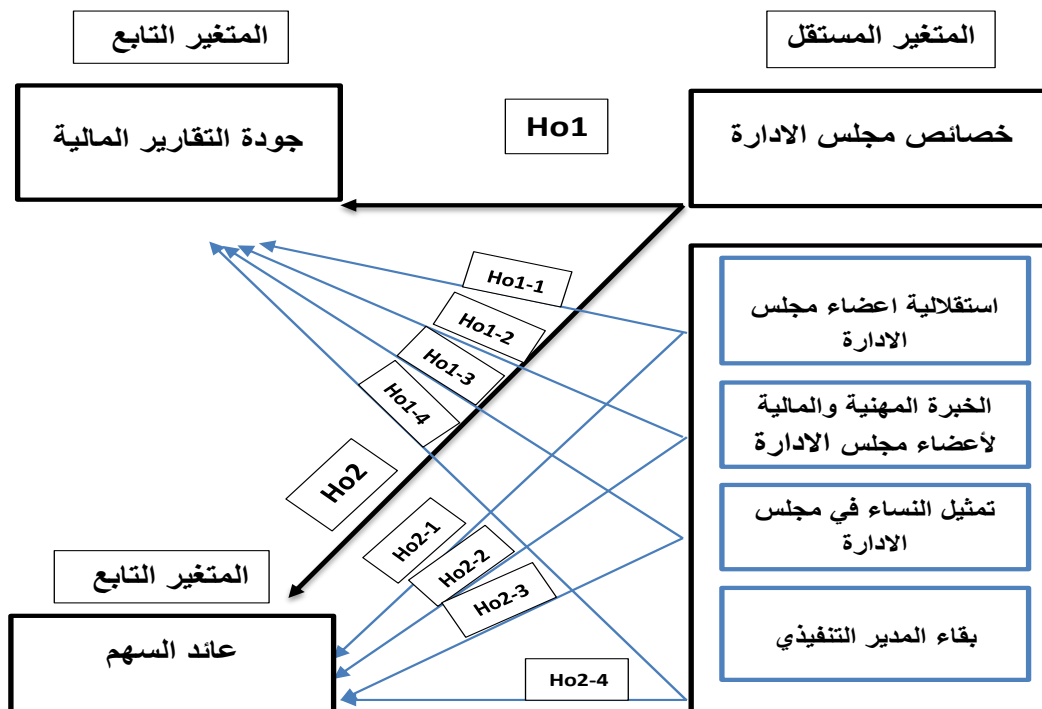 المتغير المستقل
المتغير التابع
خصائص مجلس الادارة
Ho1
جودة التقارير المالية
استقلالية اعضاء مجلس
الادارة
الخبرة المهنية والمالية
لأعضاء مجلس الادارة
تمثيل النساء في مجلس
الادارة
بقاء المدير التنفيذي
Ho1-1
Ho1-2
Ho1-3
Ho1-4
Ho2
Ho2-1
Ho2-2
Ho2-3
Ho2-4
المتغير التابع
عائد السهم